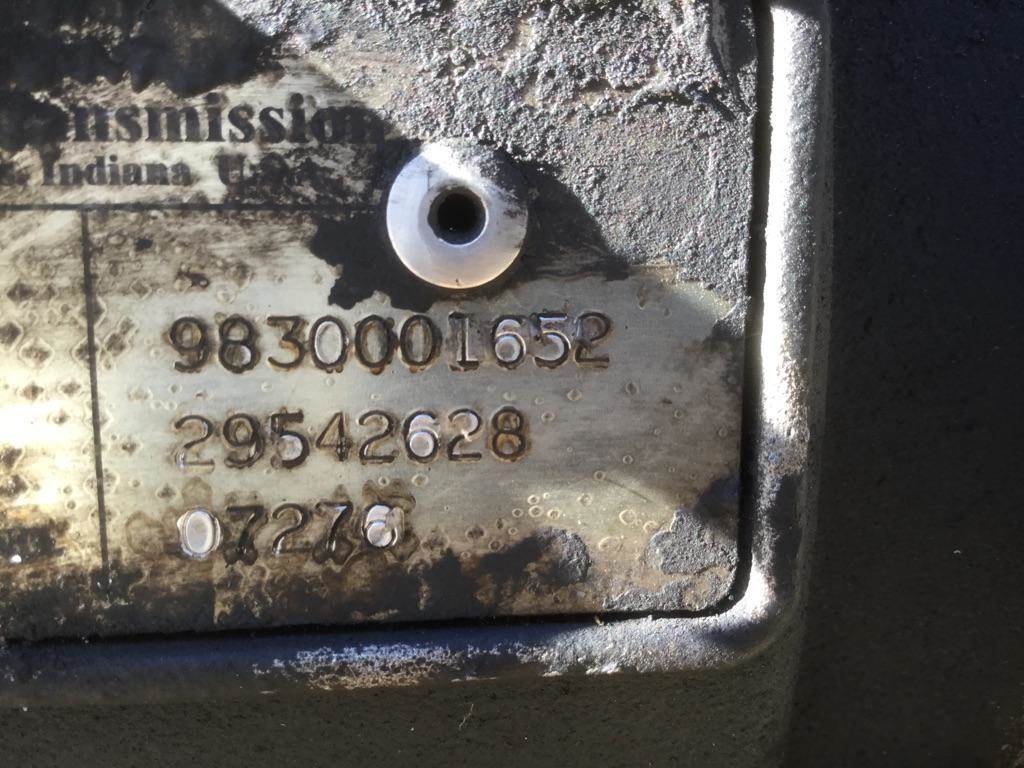 ansmission
Indiana
9830001652
29542628
07276